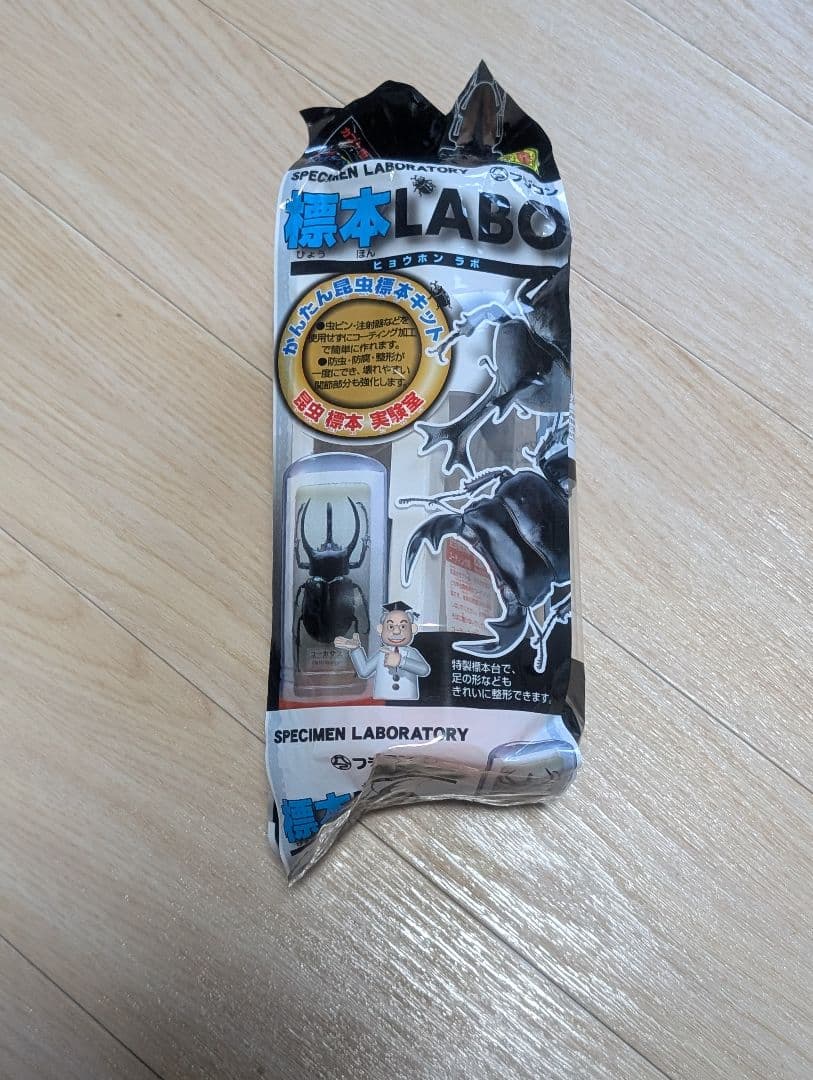 SPECIMEN LABORATORY
フジコン
標本LABO
ひょう ほん
ヒョウホン ラボ
かんたん昆虫標本キット
●虫ピン・注射器などを
使用せずにコーティング加工
で簡単に作れます。
●防虫・防腐・整形が
一度にでき、壊れやすい
関節部分も強化します。
昆虫 標本 実験室
コーカサス
特製標本台で、
足の形なども
きれいに整形できます。
SPECIMEN LABORATORY
フジ
標本